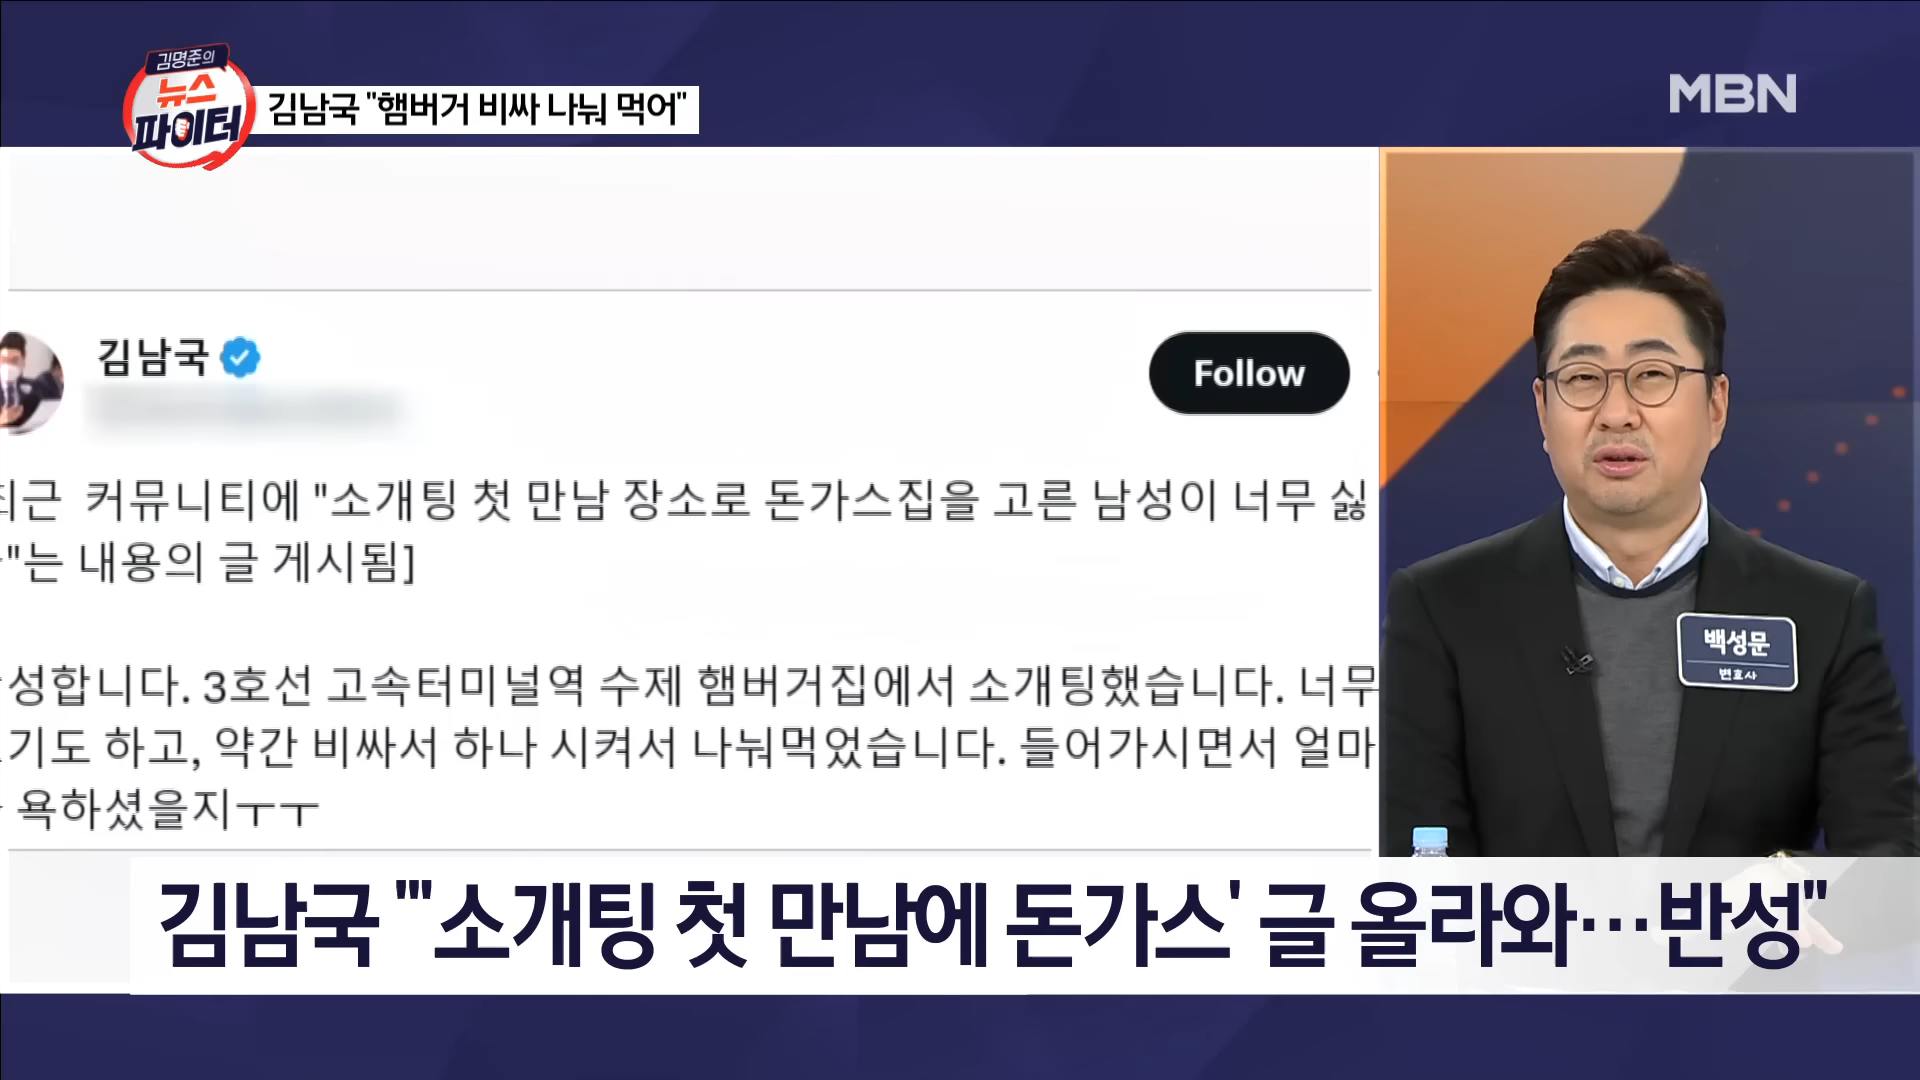 김명준의
뉴스
파이터
김남국 "햄버거 비싸 나눠 먹어"
MBN
김남국
Follow
최근 커뮤니티에 "소개팅 첫 만남 장소로 돈가스집을 고른 남성이 너무 싫
"는 내용의 글 게시됨]
성합니다. 3호선 고속터미널역 수제 햄버거집에서 소개팅했습니다. 너무
기도 하고, 약간 비싸서 하나 시켜서 나눠먹었습니다. 들어가시면서 얼마
욕하셨을지ㅜㅜ
백성문
변호사
김남국 "'소개팅 첫 만남에 돈가스' 글 올라와…반성"